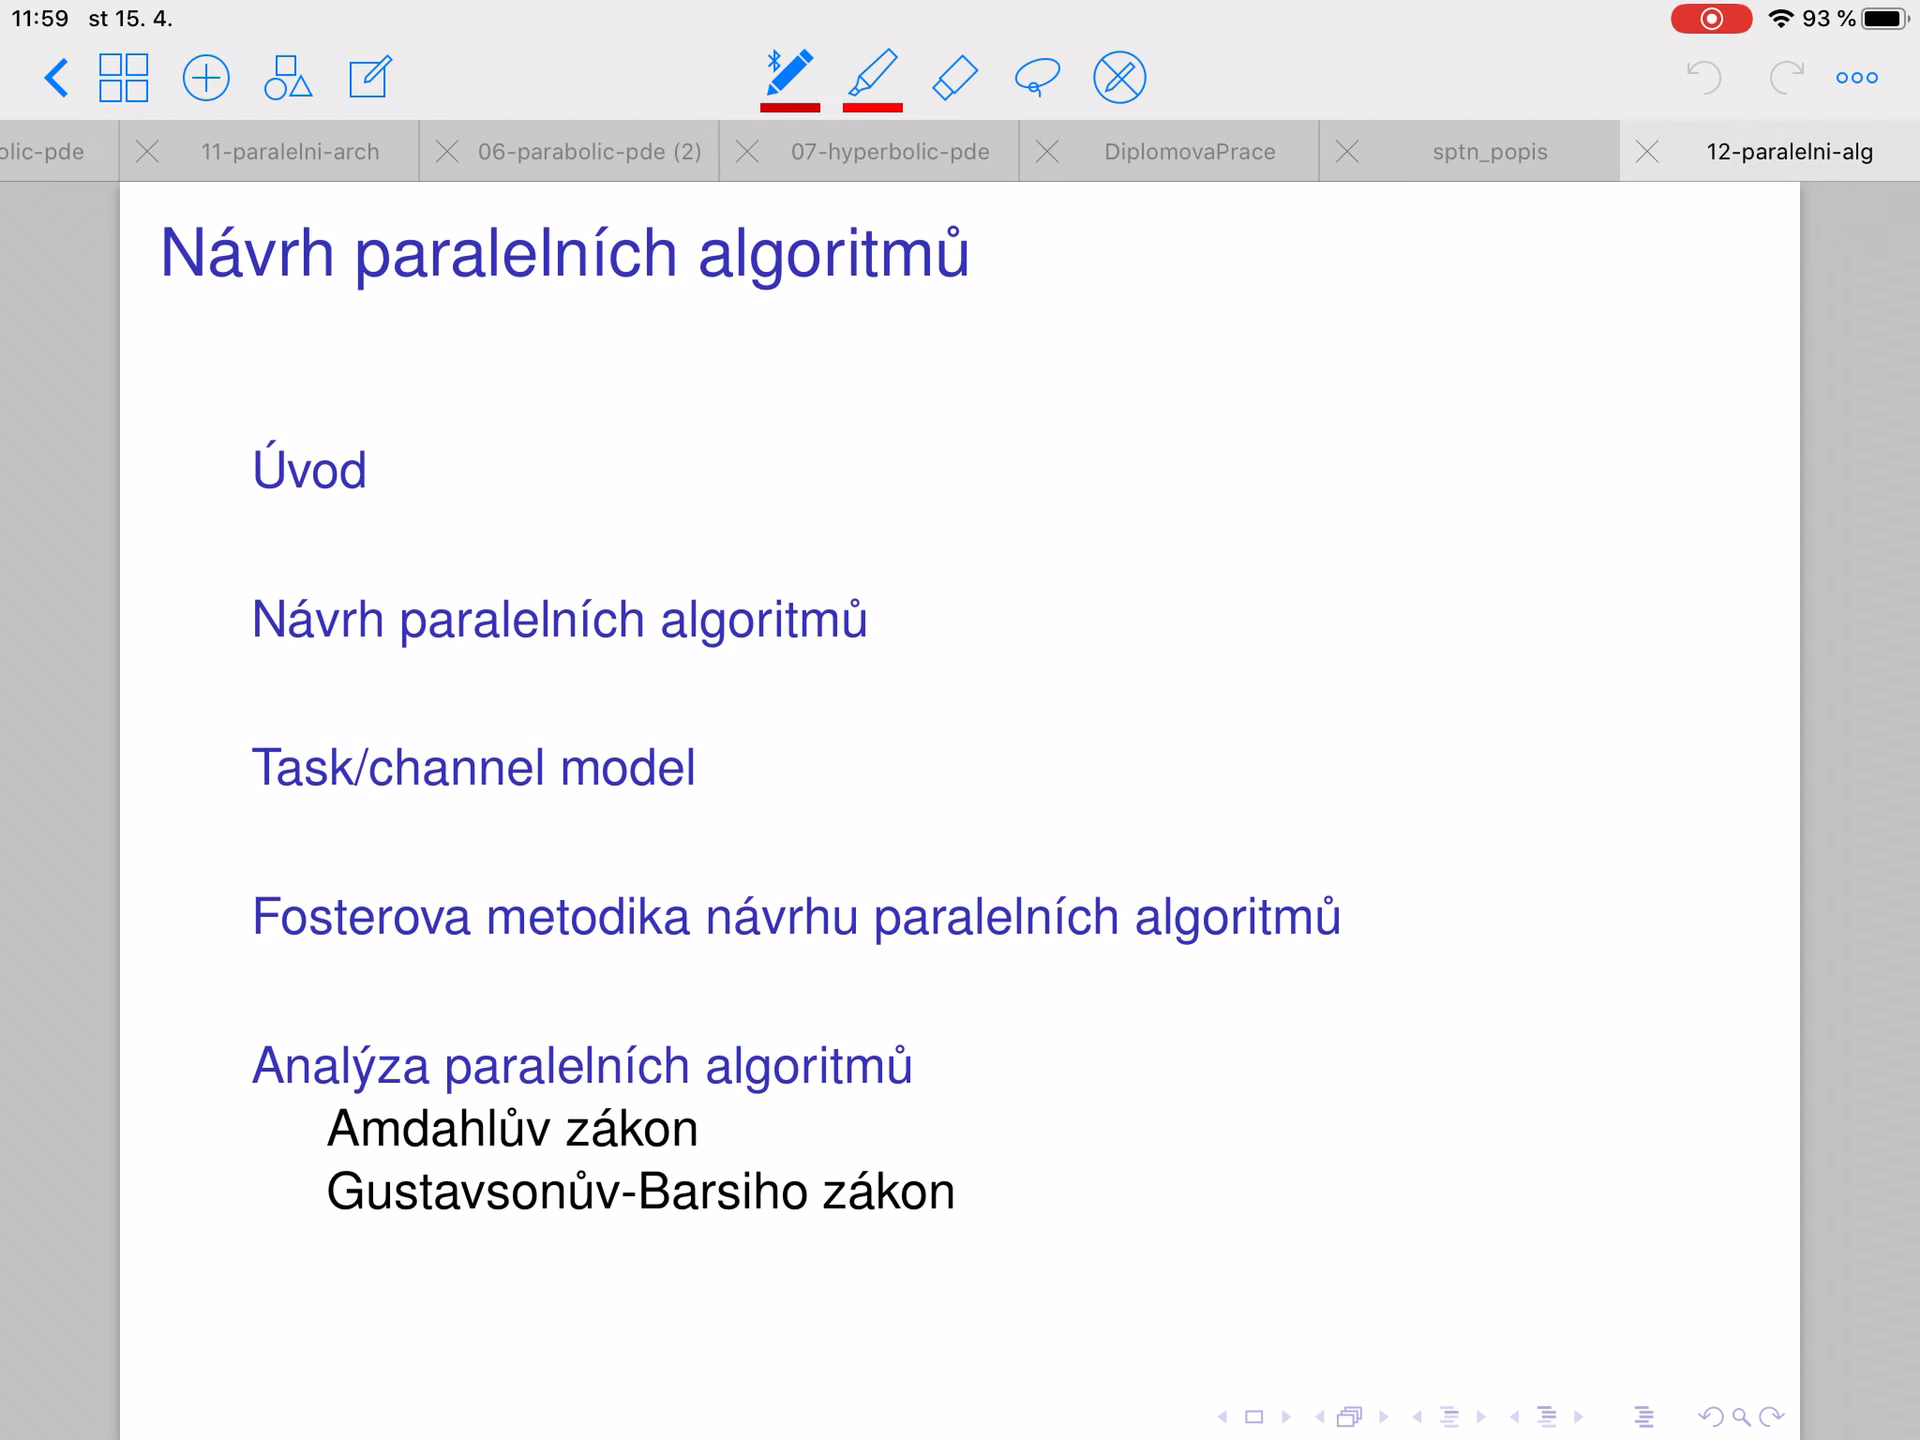 11:59 st 15. 4.
93 %
olic-pde
11-paralelni-arch
06-parabolic-pde (2)
07-hyperbolic-pde
DiplomovaPrace
sptn_popis
12-paralelni-alg
Návrh paralelních algoritmů
Úvod
Návrh paralelních algoritmů
Task/channel model
Fosterova metodika návrhu paralelních algoritmů
Analýza paralelních algoritmů
Amdahlův zákon
Gustavsonův-Barsiho zákon